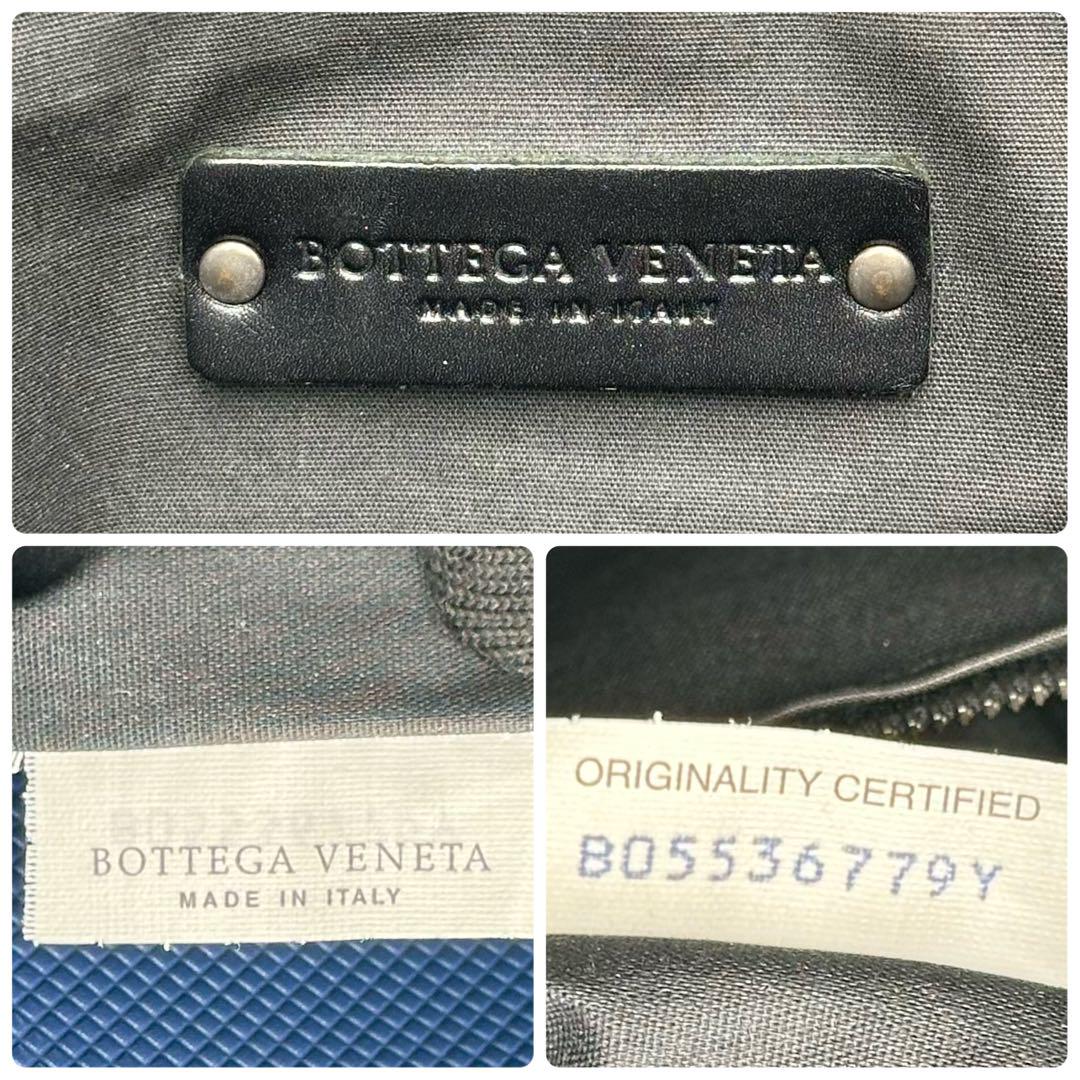 BOTTEGA VENETA
MADE IN ITALY
BOTTEGA VENETA
MADE IN ITALY
ORIGINALITY CERTIFIED
B05536779Y